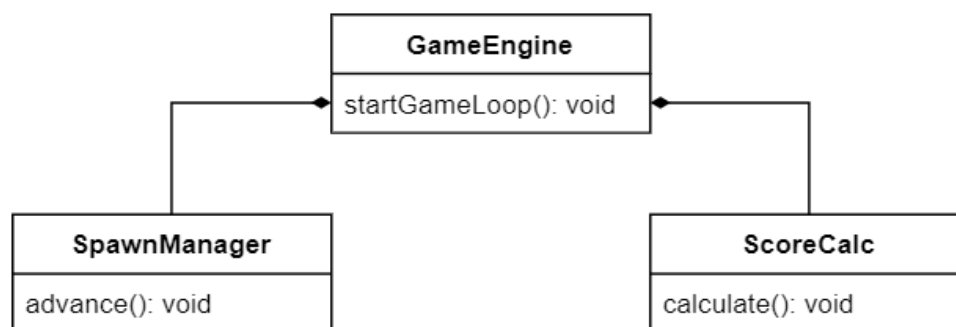 GameEngine
startGameLoop(): void
SpawnManager
advance(): void
ScoreCalc
calculate(): void